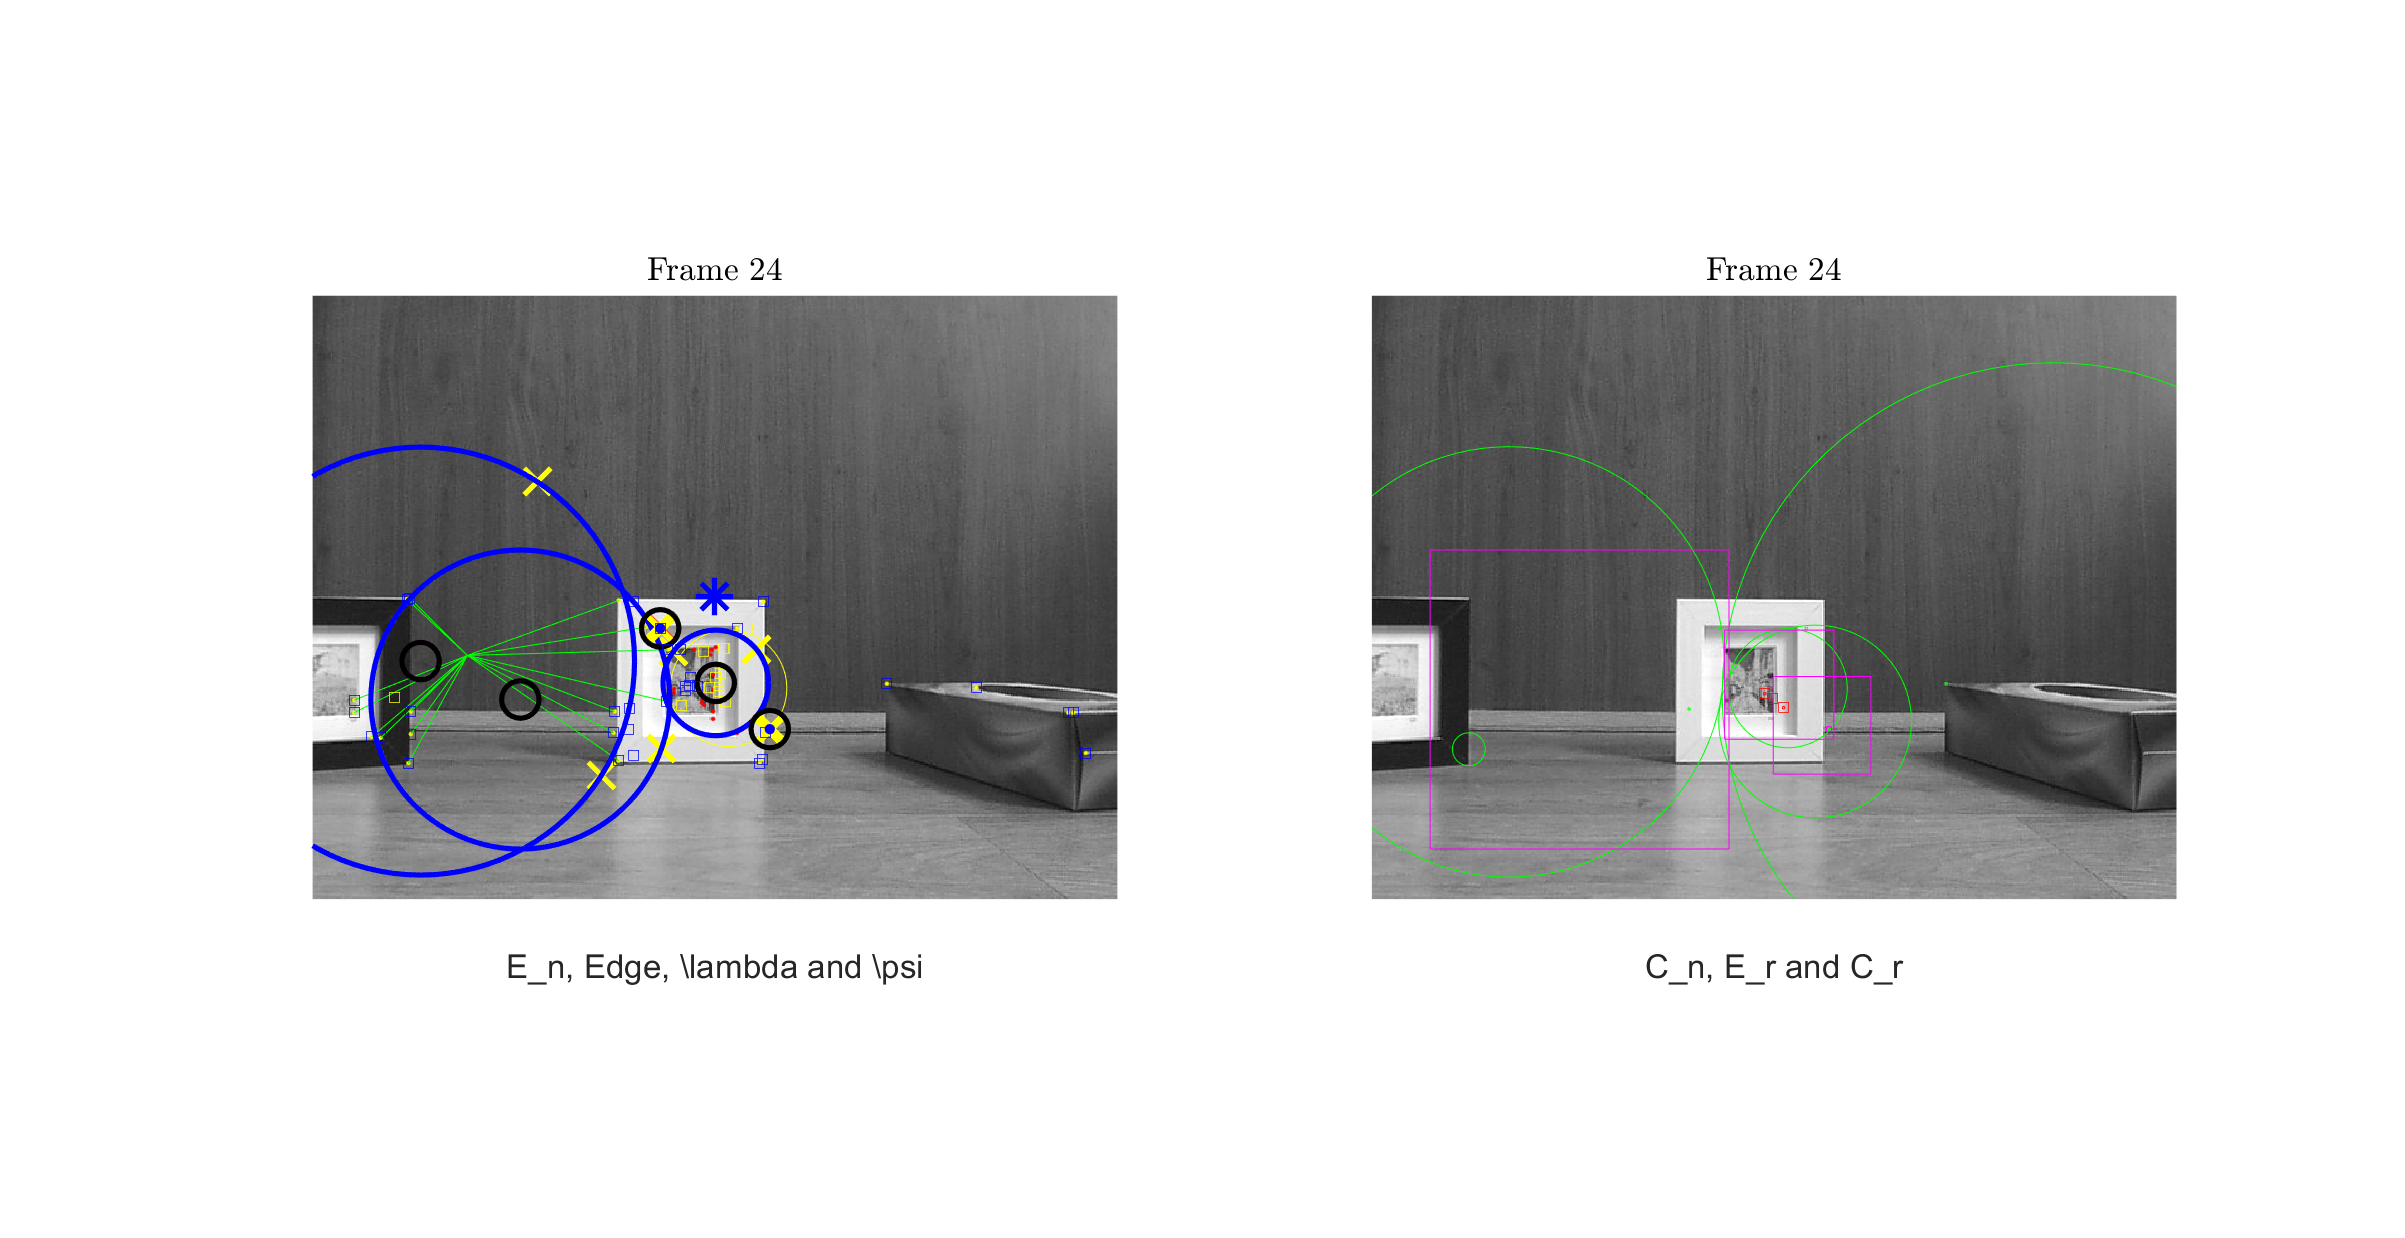 Frame 24
Frame 24
E_n, Edge, \lambda and \psi
C_n, E_r and C_r